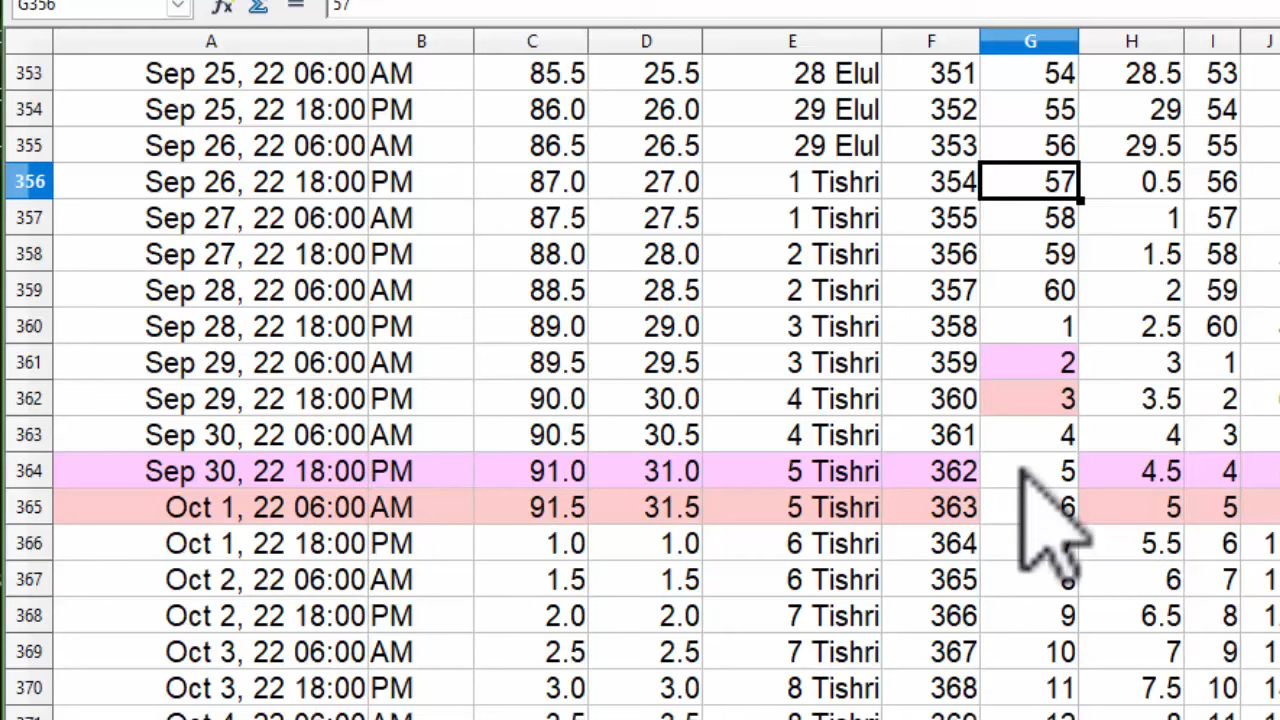 G356 fx Σ = 57
A B C D E F G H I J
353 Sep 25, 22 06:00 AM 85.5 25.5 28 Elul 351 54 28.5 53
354 Sep 25, 22 18:00 PM 86.0 26.0 29 Elul 352 55 29 54
355 Sep 26, 22 06:00 AM 86.5 26.5 29 Elul 353 56 29.5 55
356 Sep 26, 22 18:00 PM 87.0 27.0 1 Tishri 354 57 0.5 56
357 Sep 27, 22 06:00 AM 87.5 27.5 1 Tishri 355 58 1 57
358 Sep 27, 22 18:00 PM 88.0 28.0 2 Tishri 356 59 1.5 58
359 Sep 28, 22 06:00 AM 88.5 28.5 2 Tishri 357 60 2 59
360 Sep 28, 22 18:00 PM 89.0 29.0 3 Tishri 358 1 2.5 60
361 Sep 29, 22 06:00 AM 89.5 29.5 3 Tishri 359 2 3 1
362 Sep 29, 22 18:00 PM 90.0 30.0 4 Tishri 360 3 3.5 2
363 Sep 30, 22 06:00 AM 90.5 30.5 4 Tishri 361 4 4 3
364 Sep 30, 22 18:00 PM 91.0 31.0 5 Tishri 362 5 4.5 4
365 Oct 1, 22 06:00 AM 91.5 31.5 5 Tishri 363 6 5 5
366 Oct 1, 22 18:00 PM 1.0 1.0 6 Tishri 364 5.5 6 1
367 Oct 2, 22 06:00 AM 1.5 1.5 6 Tishri 365 8 6 7 1
368 Oct 2, 22 18:00 PM 2.0 2.0 7 Tishri 366 9 6.5 8 1
369 Oct 3, 22 06:00 AM 2.5 2.5 7 Tishri 367 10 7 9 1
370 Oct 3, 22 18:00 PM 3.0 3.0 8 Tishri 368 11 7.5 10 1